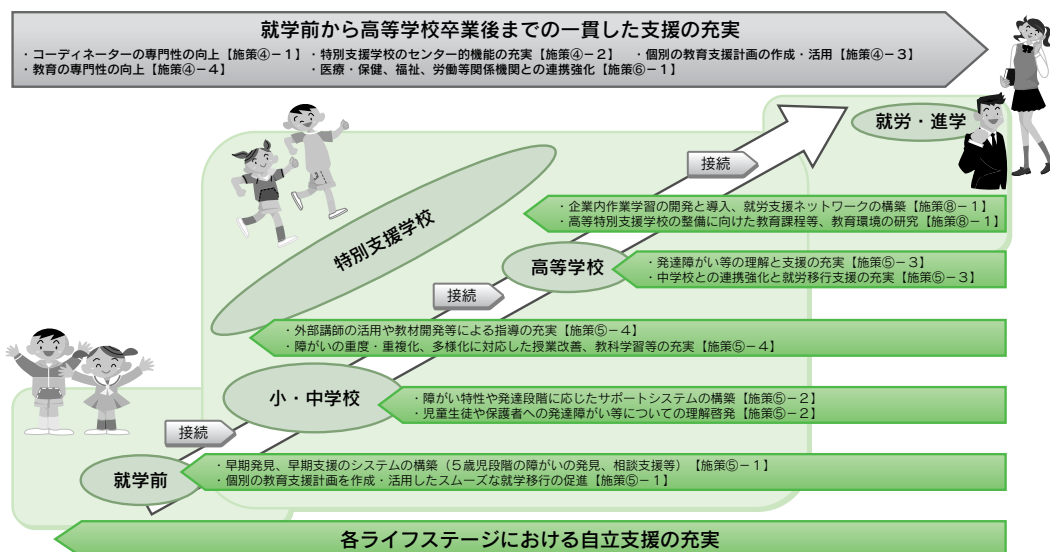 就学前から高等学校卒業後までの一貫した支援の充実
・コーディネーターの専門性の向上【施策④－1】・特別支援学校のセンター的機能の充実【施策④－2】 ・個別の教育支援計画の作成・活用【施策④－3】
・教育の専門性の向上【施策④－4】 ・医療・保健、福祉、労働等関係機関との連携強化【施策⑥－1】
就労・進学
接続
・企業内作業学習の開発と導入、就労支援ネットワークの構築【施策⑧－1】
・高等特別支援学校の整備に向けた教育課程等、教育環境の研究【施策⑧－1】
特別支援学校
高等学校
・発達障がい等の理解と支援の充実【施策⑤－3】
・中学校との連携強化と就労移行支援の充実【施策⑤－3】
接続
・外部講師の活用や教材開発等による指導の充実【施策⑤－4】
・障がいの重度・重複化、多様化に対応した授業改善、教科学習等の充実【施策⑤－4】
小・中学校
・障がい特性や発達段階に応じたサポートシステムの構築【施策⑤－2】
・児童生徒や保護者への発達障がい等についての理解啓発【施策⑤－2】
接続
就学前
・早期発見、早期支援のシステムの構築（5歳児段階の障がいの発見、相談支援等）【施策⑤－1】
・個別の教育支援計画を作成・活用したスムーズな就学移行の促進【施策⑤－1】
各ライフステージにおける自立支援の充実